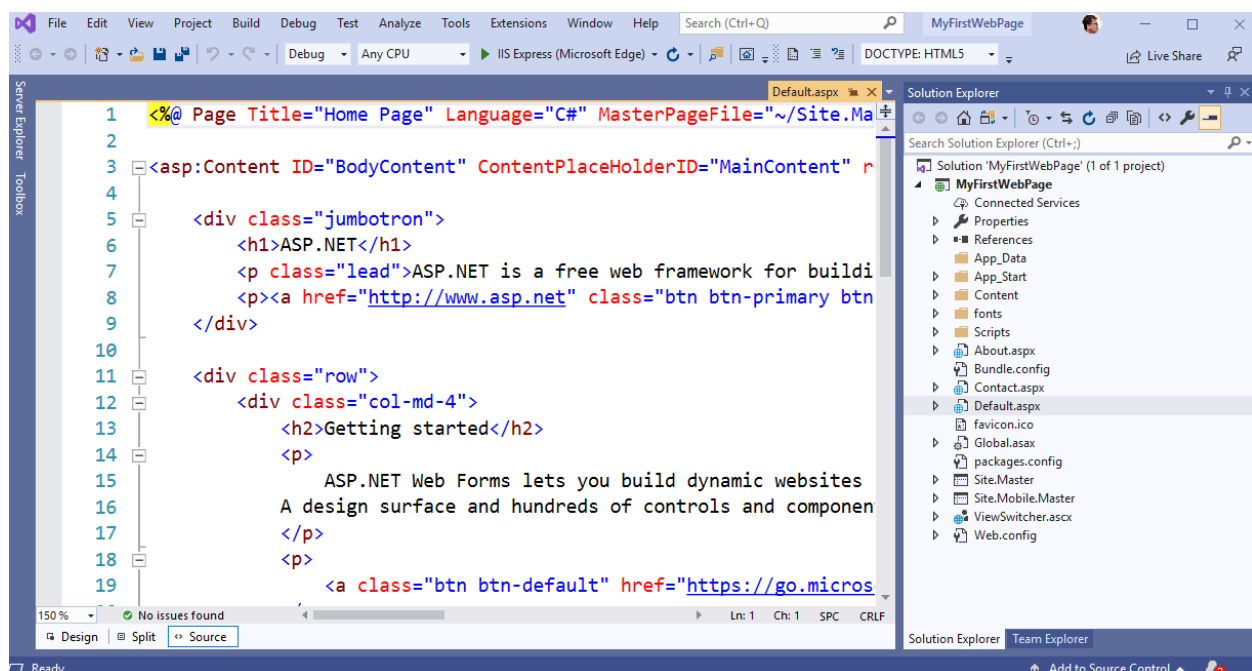 File Edit View Project Build Debug Test Analyze Tools Extensions Window Help Search (Ctrl+Q) MyFirstWebPage
Debug Any CPU IIS Express (Microsoft Edge) DOCTYPE: HTML5 Live Share
Server Explorer
Toolbox
Default.aspx
1 <%@ Page Title="Home Page" Language="C#" MasterPageFile="~/Site.Ma
2
3 <asp:Content ID="BodyContent" ContentPlaceHolderID="MainContent" r
4
5 <div class="jumbotron">
6 <h1>ASP.NET</h1>
7 <p class="lead">ASP.NET is a free web framework for buildi
8 <p><a href="http://www.asp.net" class="btn btn-primary btn
9 </div>
10
11 <div class="row">
12 <div class="col-md-4">
13 <h2>Getting started</h2>
14 <p>
15 ASP.NET Web Forms lets you build dynamic websites
16 A design surface and hundreds of controls and componen
17 </p>
18 <p>
19 <a class="btn btn-default" href="https://go.micros
150 % No issues found Ln: 1 Ch: 1 SPC CRLF
Design Split Source
Solution Explorer
Search Solution Explorer (Ctrl+;)
Solution 'MyFirstWebPage' (1 of 1 project)
MyFirstWebPage
Connected Services
Properties
References
App_Data
App_Start
Content
fonts
Scripts
About.aspx
Bundle.config
Contact.aspx
Default.aspx
favicon.ico
Global.asax
packages.config
Site.Master
Site.Mobile.Master
ViewSwitcher.ascx
Web.config
Solution Explorer Team Explorer
Ready Add to Source Control